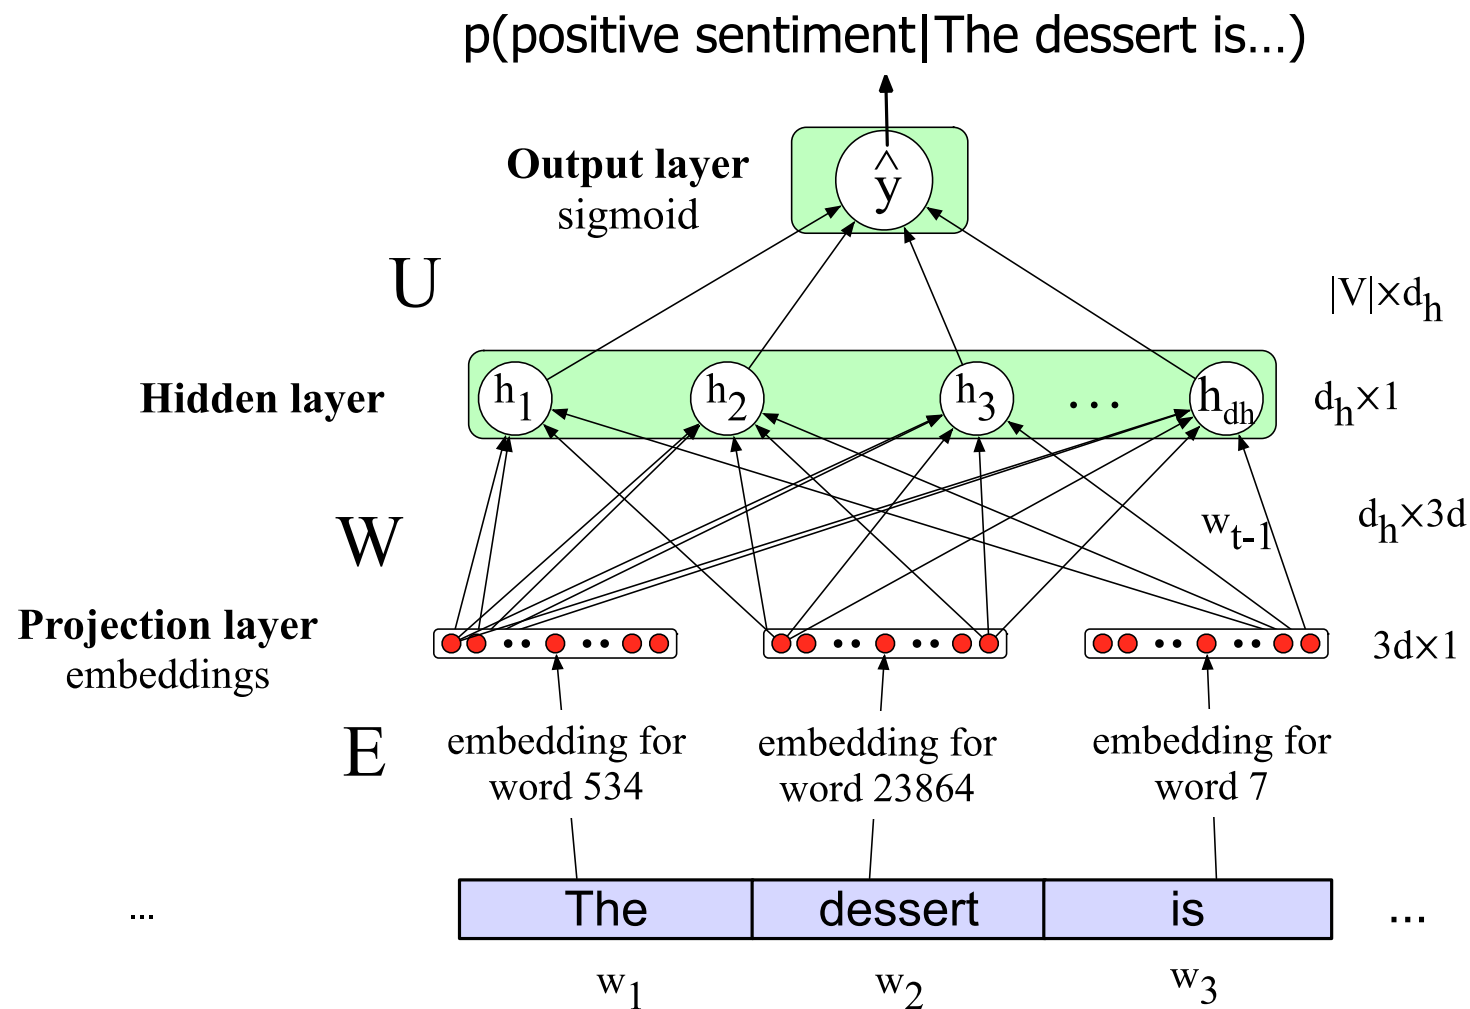 p(positive sentiment|The dessert is...)
Output layer
sigmoid
ŷ
U
|V|×dh
Hidden layer
h1
h2
h3
...
hdh
dh×1
W
wt-1
dh×3d
Projection layer
embeddings
3d×1
E
embedding for
word 534
embedding for
word 23864
embedding for
word 7
...
The
dessert
is
...
w1
w2
w3